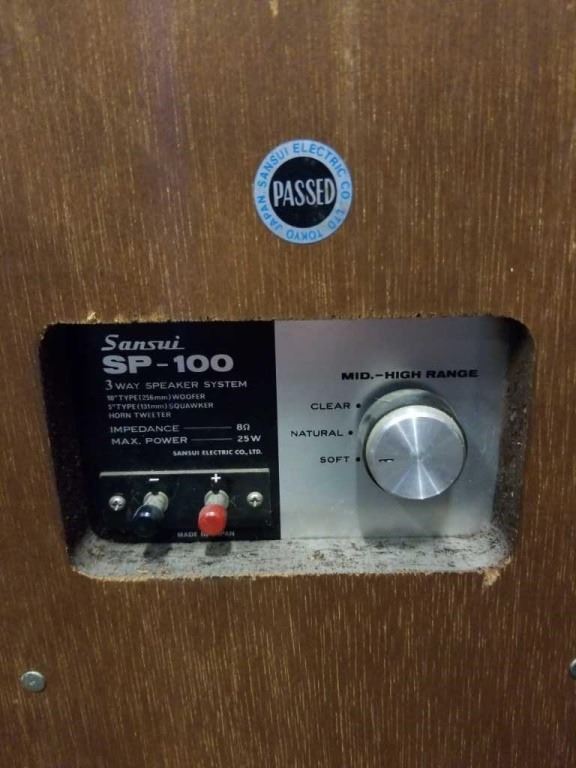 SANSUI ELECTRIC CO., LTD. TOKYO JAPAN
PASSED
Sansui
SP-100
3 WAY SPEAKER SYSTEM
10"TYPE(256mm)WOOFER
5"TYPE(131mm)SQUAWKER
HORN TWEETER
IMPEDANCE 8Ω
MAX. POWER 25W
SANSUI ELECTRIC CO., LTD.
- +
MADE IN JAPAN
MID.-HIGH RANGE
CLEAR
NATURAL
SOFT